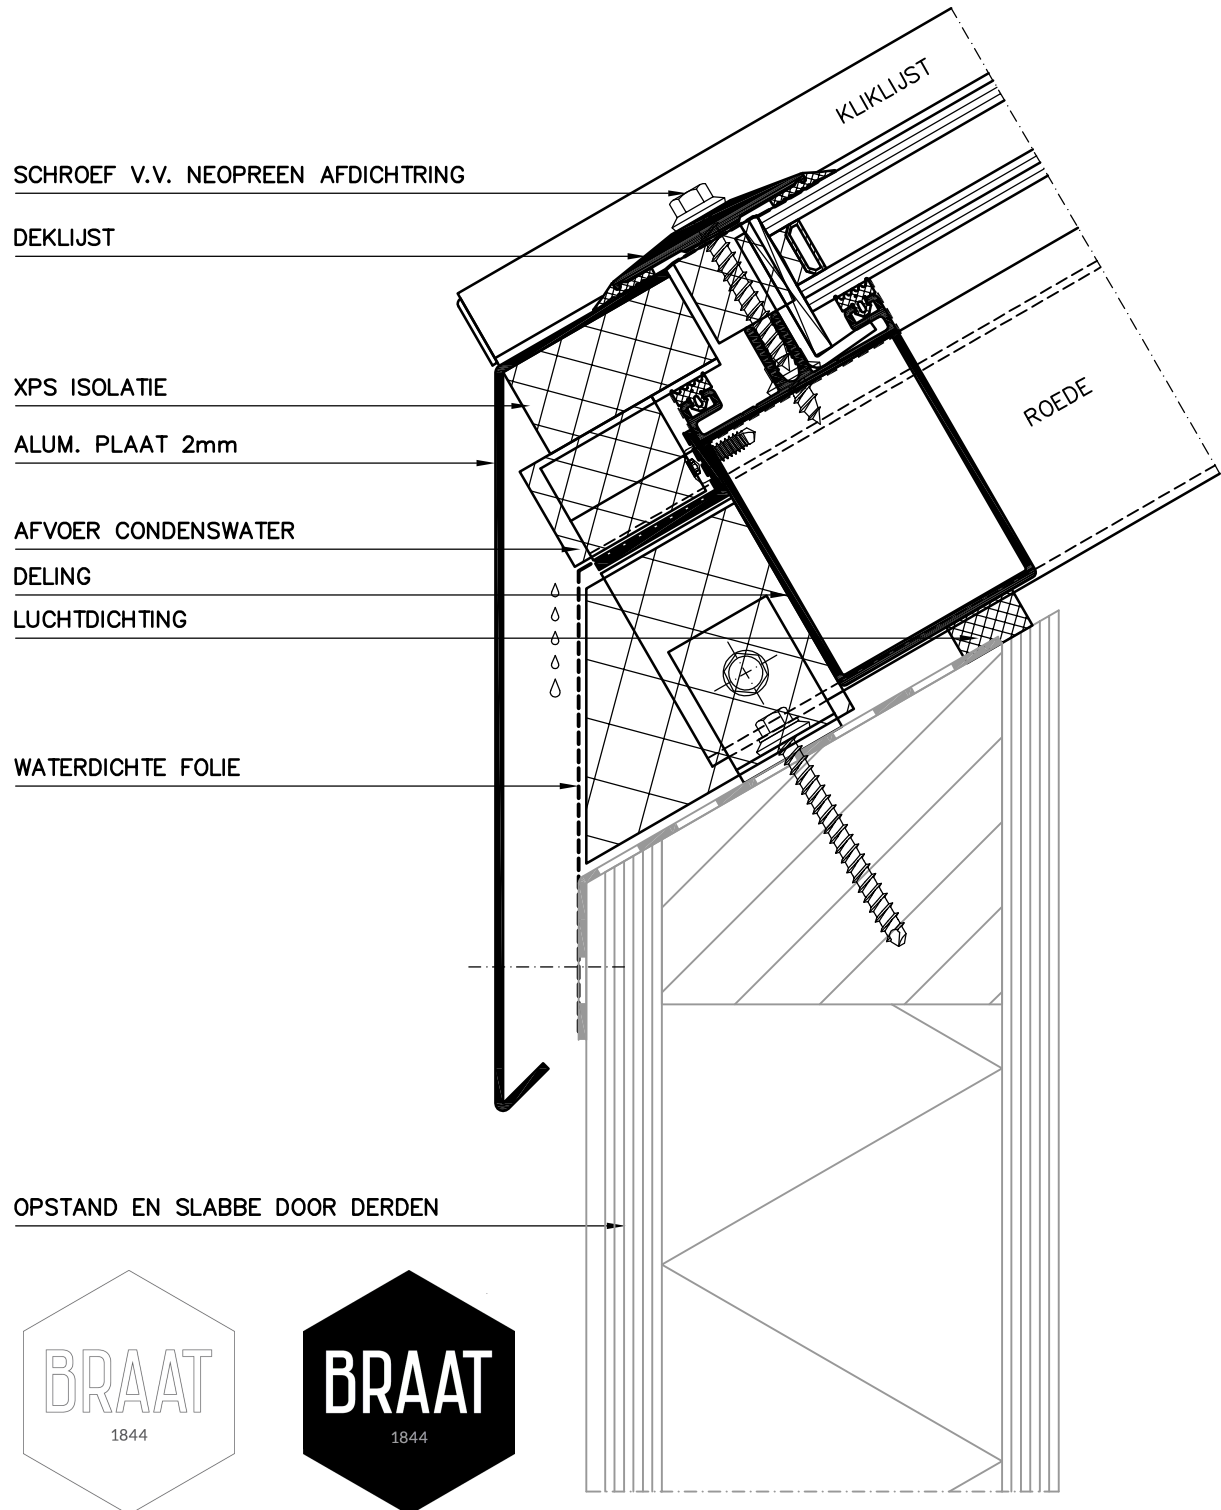 KLIKLIJST
SCHROEF V.V. NEOPREEN AFDICHTRING
DEKLIJST
XPS ISOLATIE
ROEDE
ALUM. PLAAT 2mm
AFVOER CONDENSWATER
DELING
LUCHTDICHTING
WATERDICHTE FOLIE
OPSTAND EN SLABBE DOOR DERDEN
BRAAT
1844
BRAAT
1844